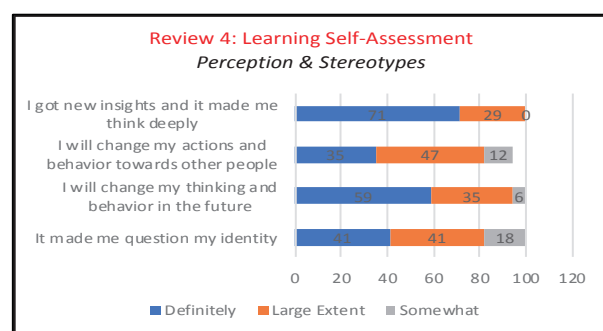 Review 4: Learning Self-Assessment
Perception & Stereotypes
I got new insights and it made me
think deeply
71 29 0
I will change my actions and
behavior towards other people
35 47 12
I will change my thinking and
behavior in the future
59 35 6
It made me question my identity
41 41 18
0 20 40 60 80 100 120
Definitely Large Extent Somewhat